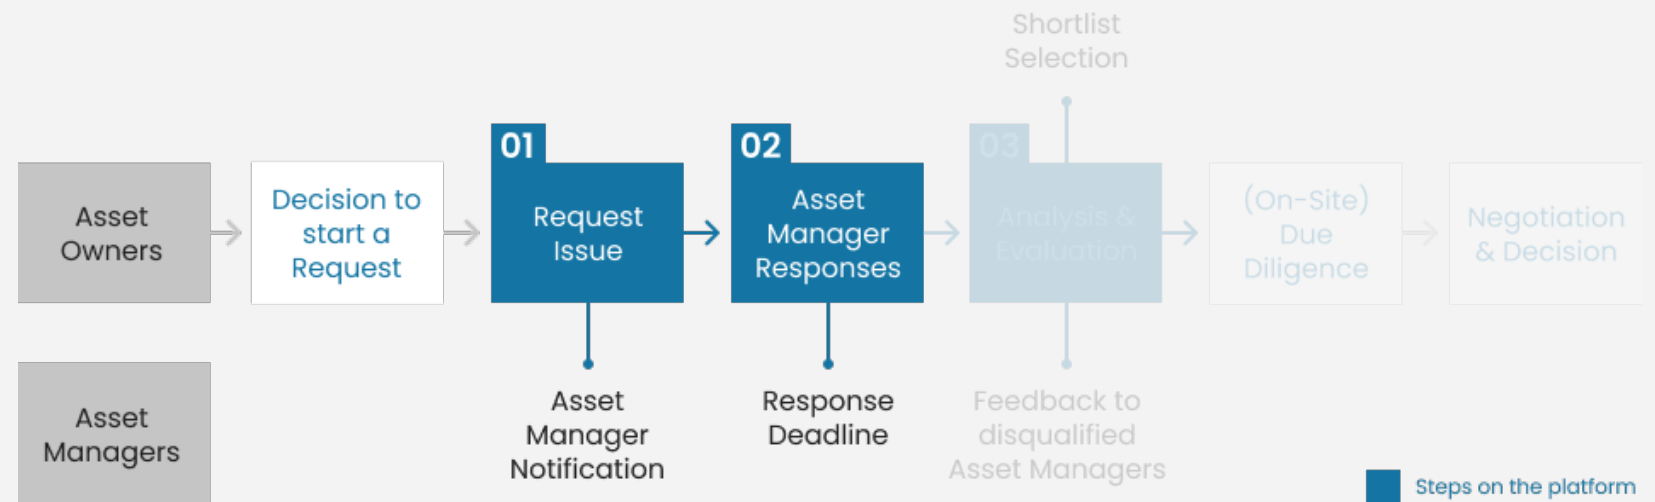 Shortlist
Selection
01
02
03
Asset
Owners
Decision to
start a
Request
Request
Issue
Asset
Manager
Responses
Analysis &
Evaluation
(On-Site)
Due
Diligence
Negotiation
& Decision
Asset
Managers
Asset
Manager
Notification
Response
Deadline
Feedback to
disqualified
Asset Managers
Steps on the platform